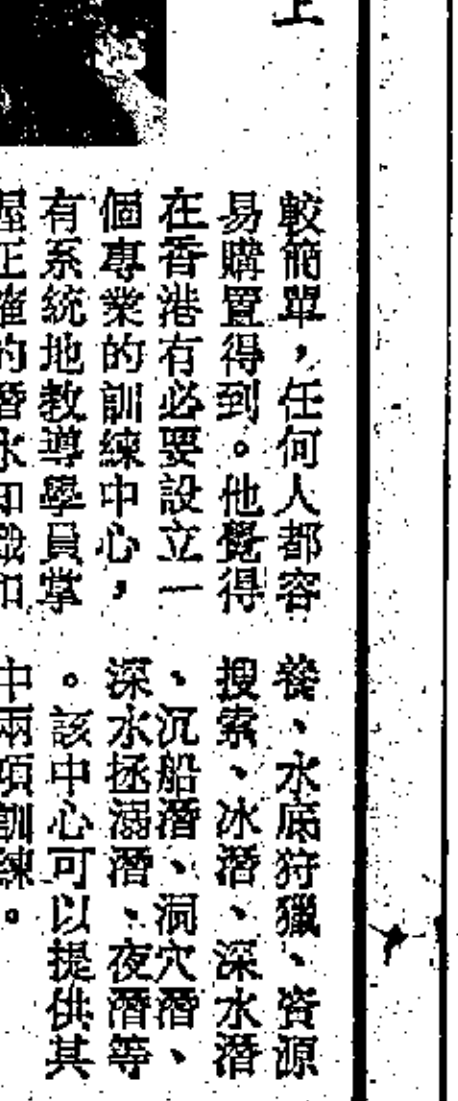 上
較簡單，任何人都容
易購置得到。他覺得
在香港有必要設立一
個專業的訓練中心，
有系統地教導學員掌
握正確的潛水知識和
養、水底狩獵、資源
搜索、冰潛、深水潛
、沉船潛、洞穴潛、
深水拯溺潛、夜潛等
。該中心可以提供其
中兩項訓練。